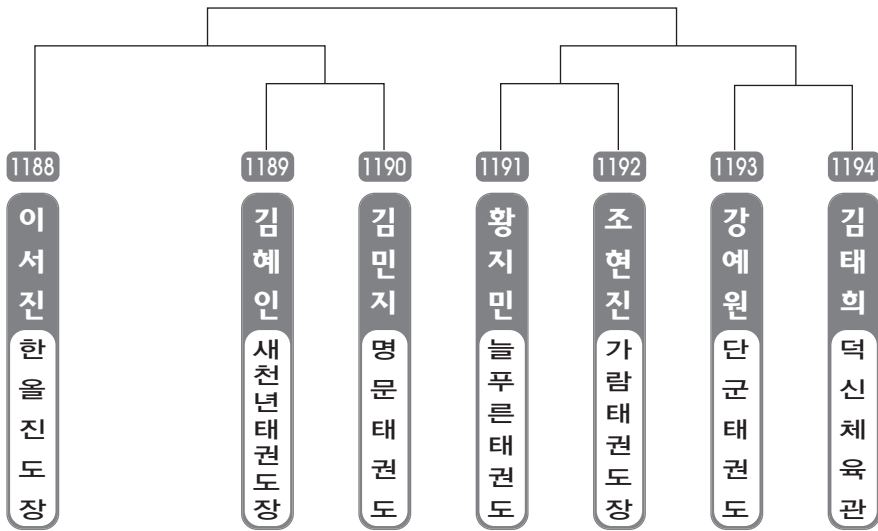 1188
이서진
한올진도장
1189
김혜인
새천년태권도장
1190
김민지
명문태권도
1191
황지민
늘푸른태권도
1192
조현진
가람태권도장
1193
강예원
단군태권도
1194
김태희
덕신체육관